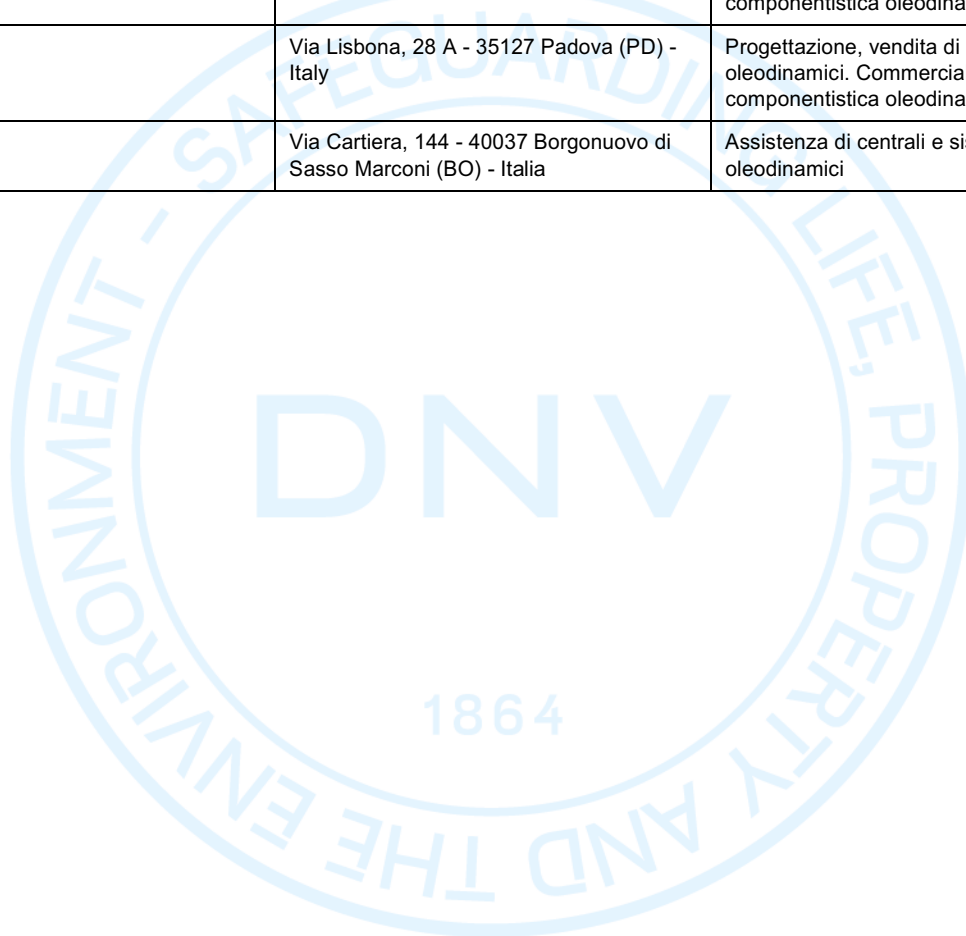 componentistica oleodina
Via Lisbona, 28 A - 35127 Padova (PD) -
Italy
Progettazione, vendita di
oleodinamici. Commercia
componentistica oleodina
Via Cartiera, 144 - 40037 Borgonuovo di
Sasso Marconi (BO) - Italia
Assistenza di centrali e sis
oleodinamici
SAFEGUARDING LIFE, PROPERTY AND THE ENVIRONMENT -
DNV
1864